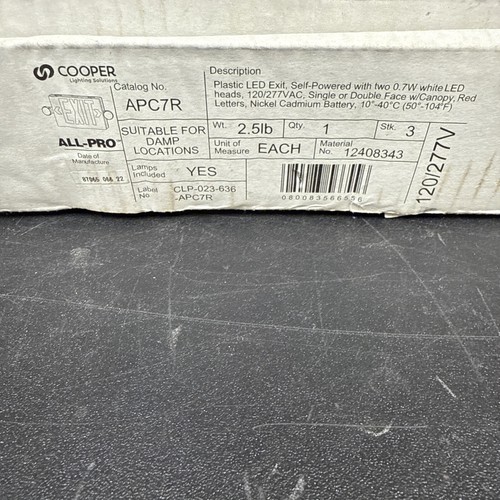 COOPER
Lighting Solutions
EXIT
ALL-PRO
Date of
Manufacture
Catalog No.
APC7R
SUITABLE FOR
DAMP
LOCATIONS
Lamps
Included
YES
Label
No.
CLP-023-636
-APC7R
Description
Plastic LED Exit, Self-Powered with two 0.7W white LED
heads, 120/277VAC, Single or Double Face w/Canopy, Red
Letters, Nickel Cadmium Battery, 10°-40°C (50°-104°F)
Wt. 2.5lb Qty. 1 Stk. 3
Unit of
Measure
EACH
Material
No.
12408343
080083566556
120/277V